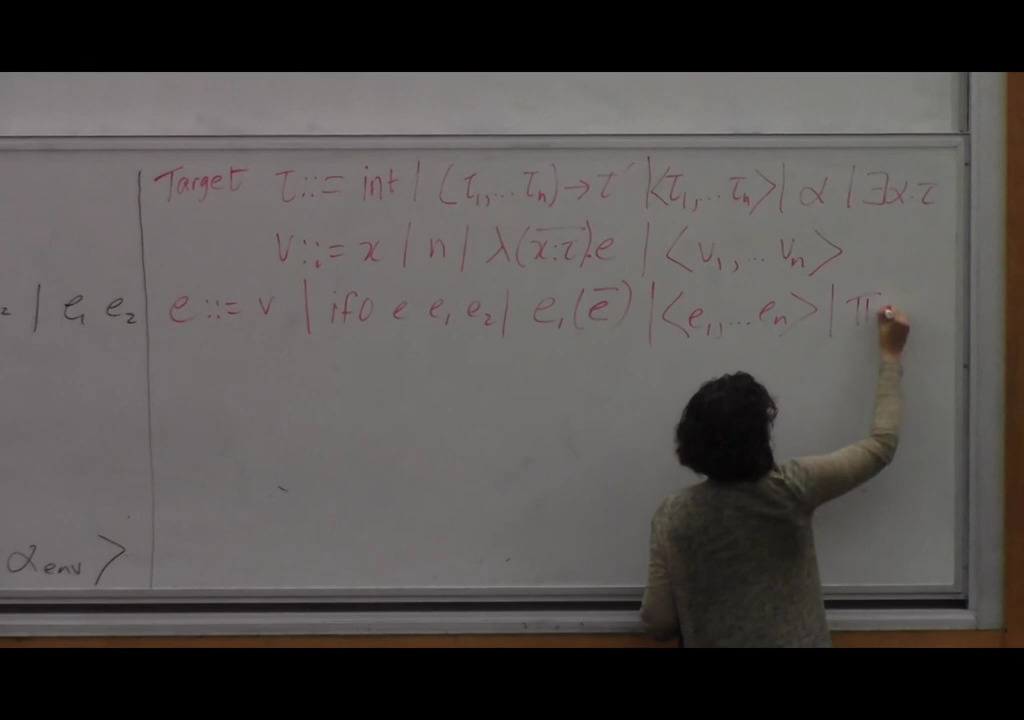 Target τ::= int | (τ₁,...τₙ)→τ' |<τ₁,...τₙ>| α | ∃α.τ
v::= x | n | λ(x̅:̅τ̅).e | <v₁,...vₙ>
| e₁ e₂
e::= v | if0 e e₁ e₂ | e₁(e̅) |<e₁,...eₙ>| π
αenv >